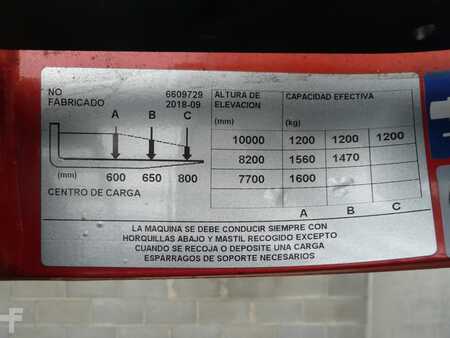 NO 6609729
FABRICADO 2018-09
A B C
(mm) 600 650 800
CENTRO DE CARGA
ALTURA DE ELEVACION CAPACIDAD EFECTIVA
(mm) (kg)
10000 1200 1200 1200
8200 1560 1470
7700 1600
A B C
LA MAQUINA SE DEBE CONDUCIR SIEMPRE CON
HORQUILLAS ABAJO Y MÁSTIL RECOGIDO EXCEPTO
CUANDO SE RECOJA O DEPOSITE UNA CARGA
ESPÁRRAGOS DE SOPORTE NECESARIOS